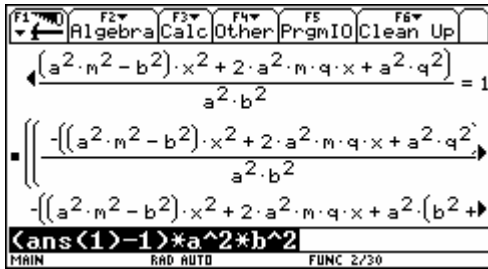 F1 F2 F3 F4 F5 F6
Algebra Calc Other PrgmIO Clean Up
(a²·m² − b²)·x² + 2·a²·m·q·x + a²·q²)
a²·b² = 1
-((a²·m² − b²)·x² + 2·a²·m·q·x + a²·q²
a²·b²
-((a²·m² − b²)·x² + 2·a²·m·q·x + a²·(b² +
(ans(1)-1)*a^2*b^2
MAIN RAD AUTO FUNC 2/30